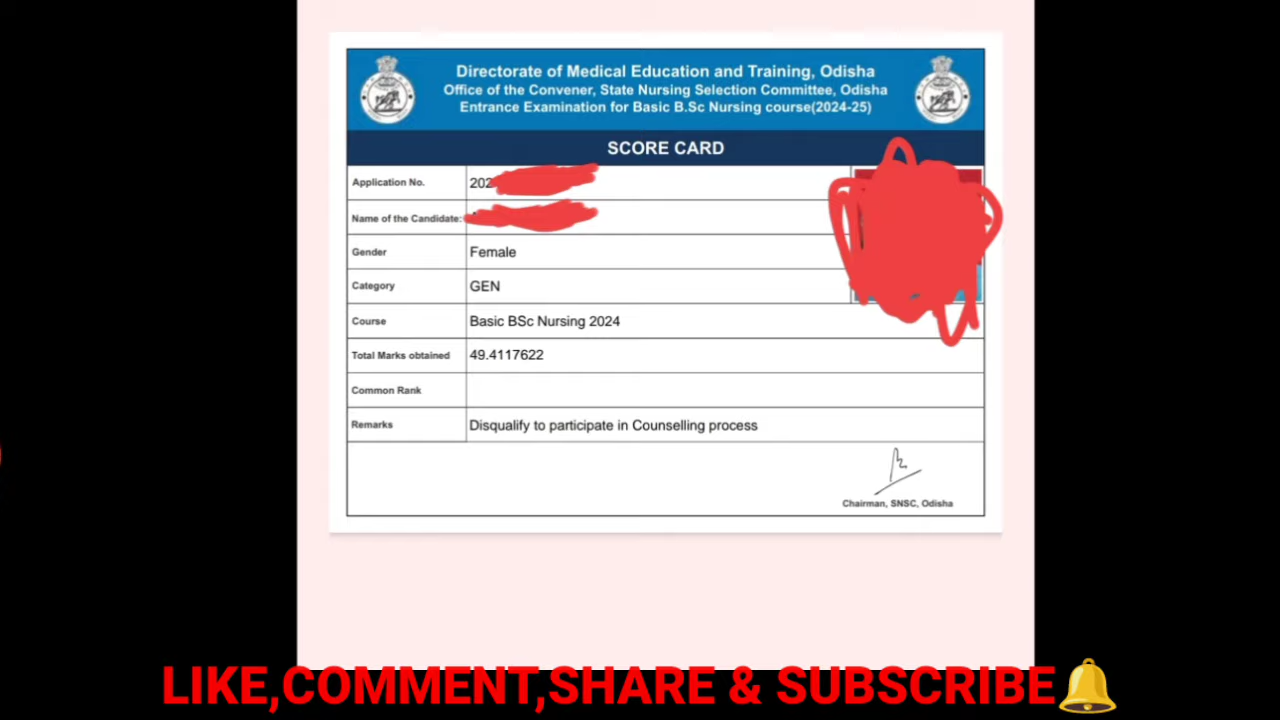 Directorate of Medical Education and Training, Odisha
Office of the Convener, State Nursing Selection Committee, Odisha
Entrance Examination for Basic B.Sc Nursing course(2024-25)
SCORE CARD
Application No. 202
Name of the Candidate:
Gender Female
Category GEN
Course Basic BSc Nursing 2024
Total Marks obtained 49.4117622
Common Rank
Remarks Disqualify to participate in Counselling process
Chairman, SNSC, Odisha
LIKE,COMMENT,SHARE & SUBSCRIBE